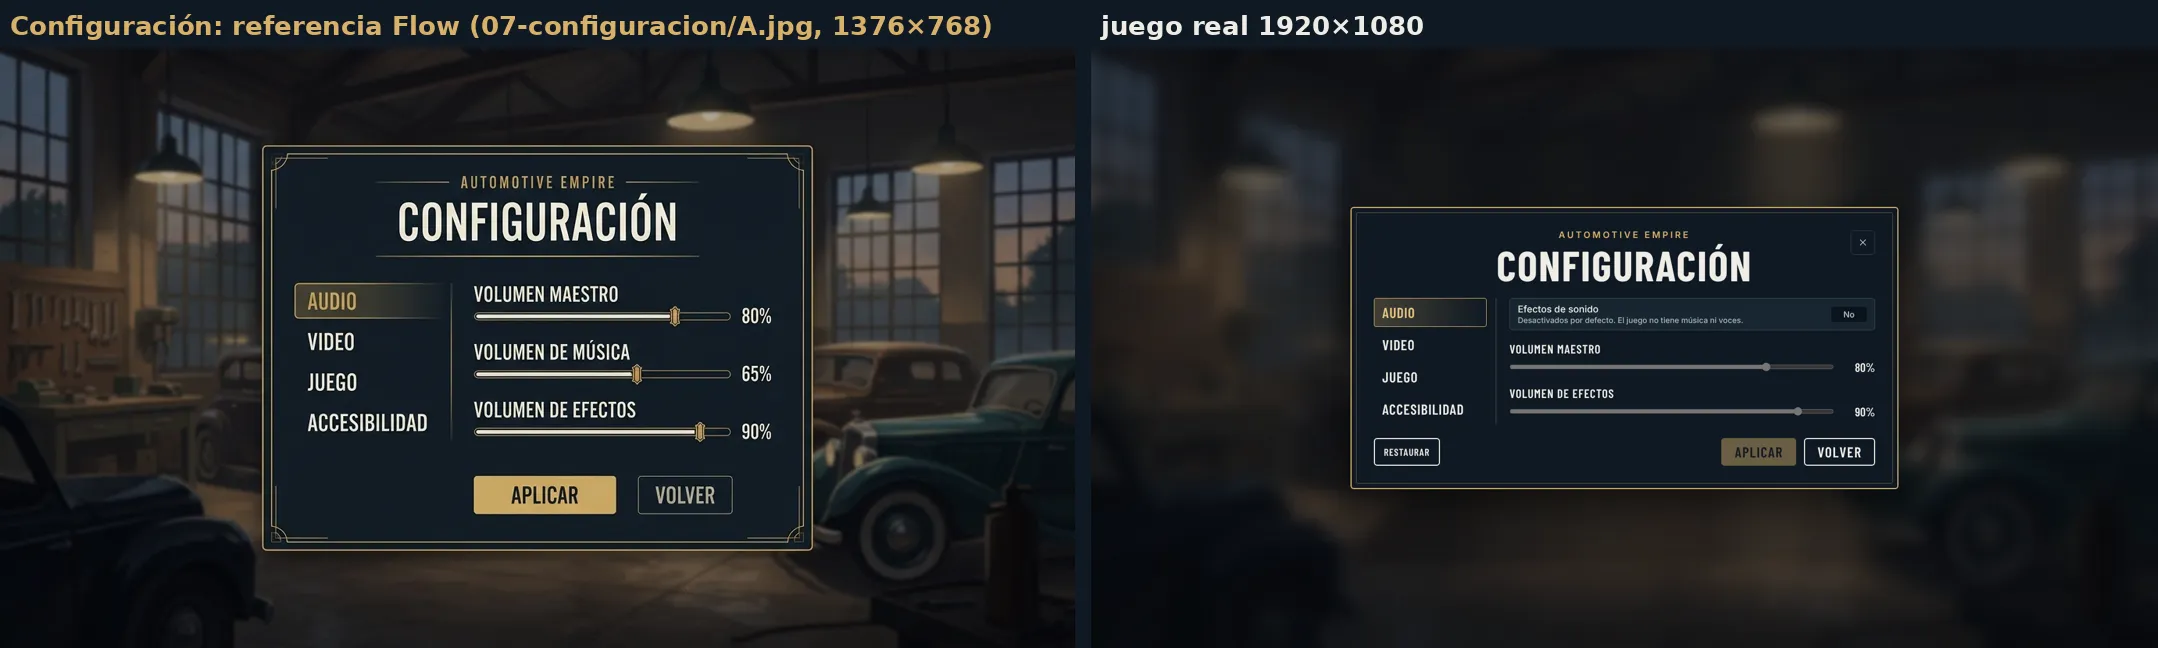 Configuración: referencia Flow (07-configuracion/A.jpg, 1376×768)
AUTOMOTIVE EMPIRE
CONFIGURACIÓN
AUDIO
VIDEO
JUEGO
ACCESIBILIDAD
VOLUMEN MAESTRO
80%
VOLUMEN DE MÚSICA
65%
VOLUMEN DE EFECTOS
90%
APLICAR
VOLVER
juego real 1920×1080
AUTOMOTIVE EMPIRE
CONFIGURACIÓN
×
AUDIO
VIDEO
JUEGO
ACCESIBILIDAD
Efectos de sonido
Desactivados por defecto. El juego no tiene música ni voces.
No
VOLUMEN MAESTRO
80%
VOLUMEN DE EFECTOS
90%
RESTAURAR
APLICAR
VOLVER